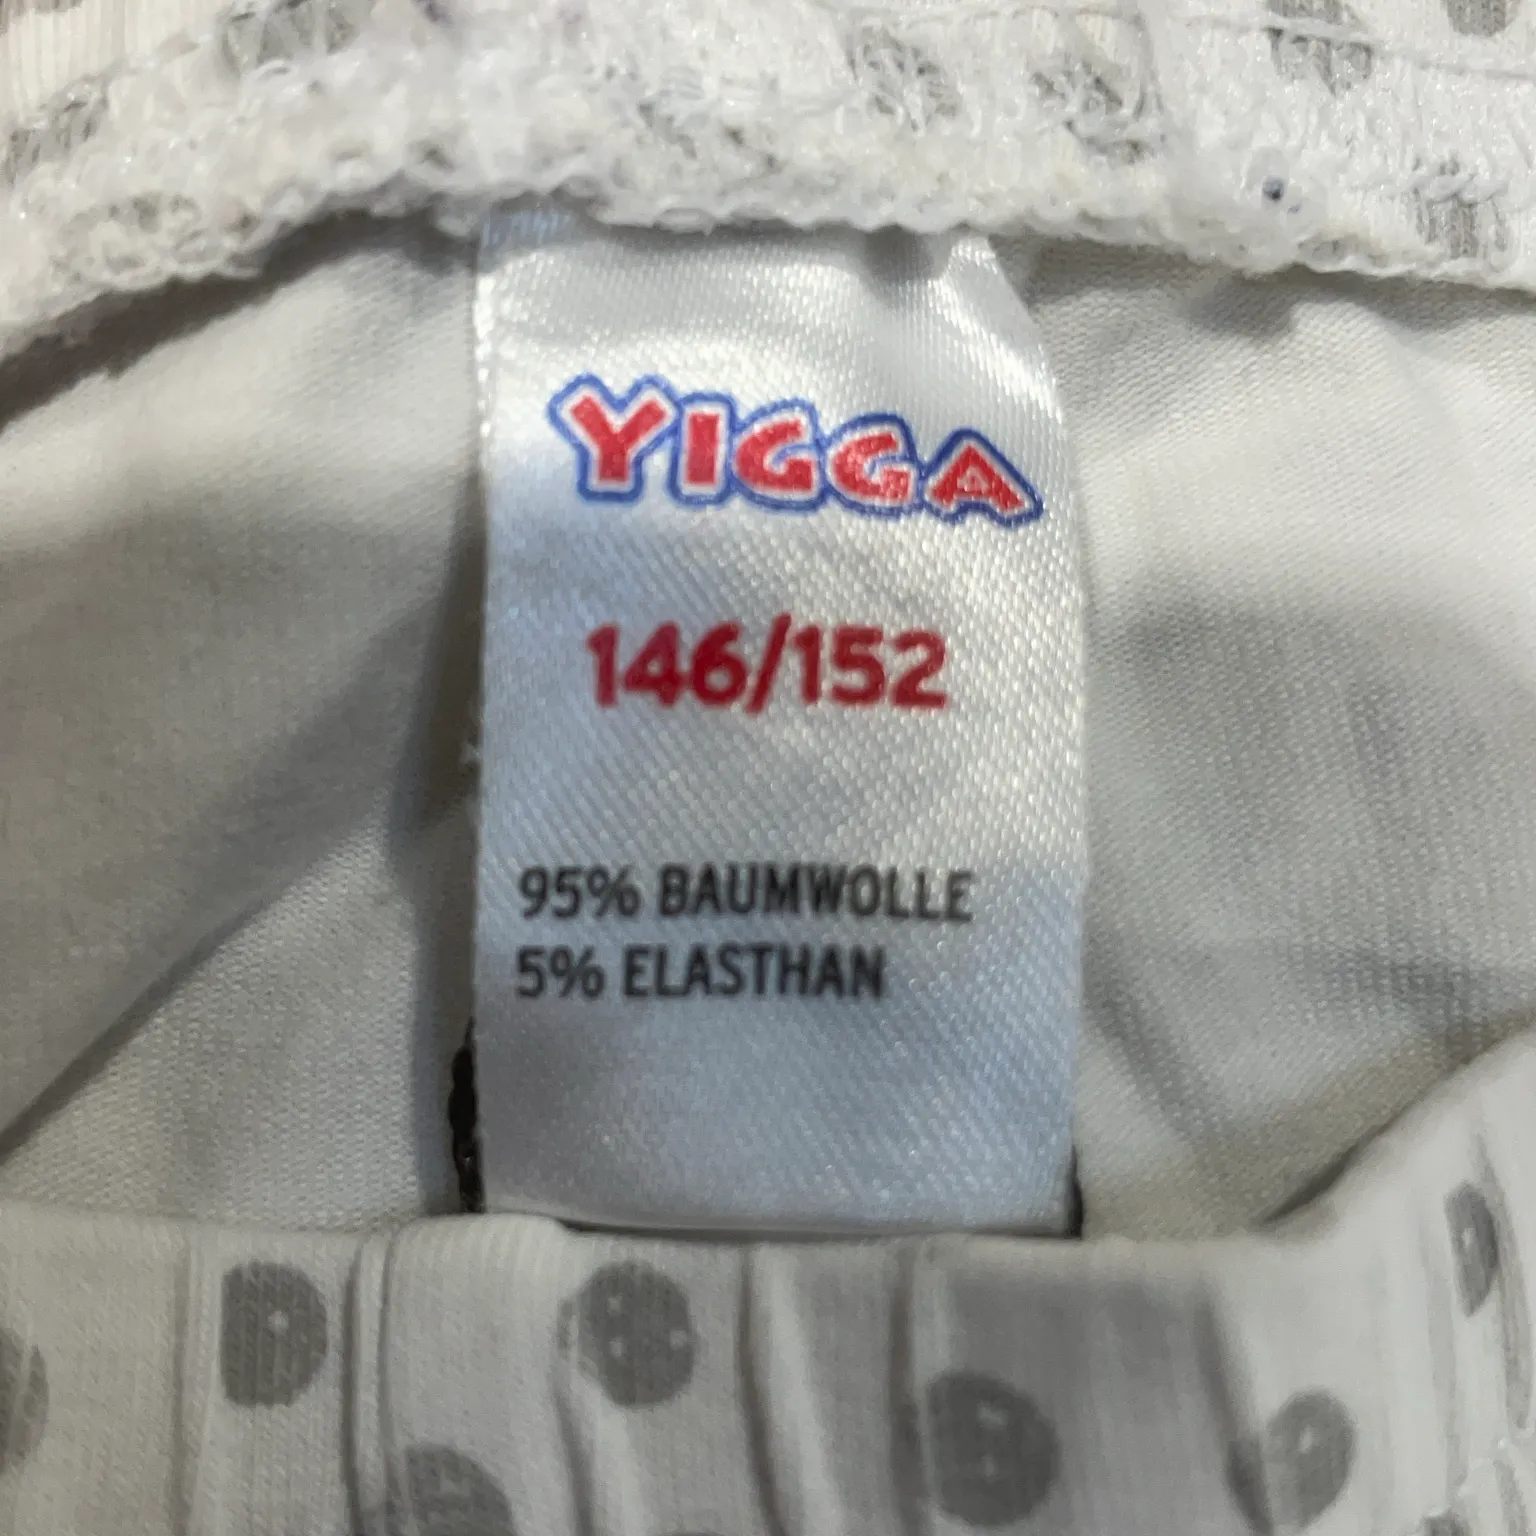 YIGGA
146/152
95% BAUMWOLLE
5% ELASTHAN